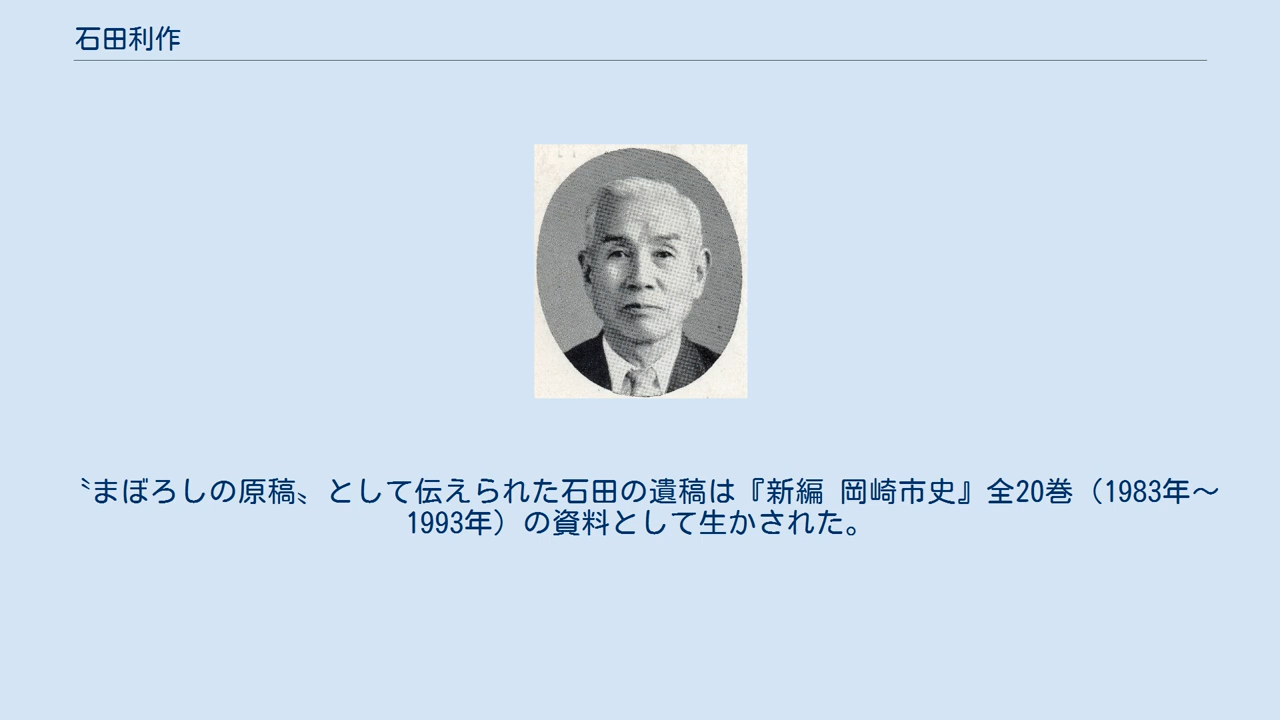 石田利作
〝まぼろしの原稿〟として伝えられた石田の遺稿は『新編 岡崎市史』全20巻（1983年～
1993年）の資料として生かされた。